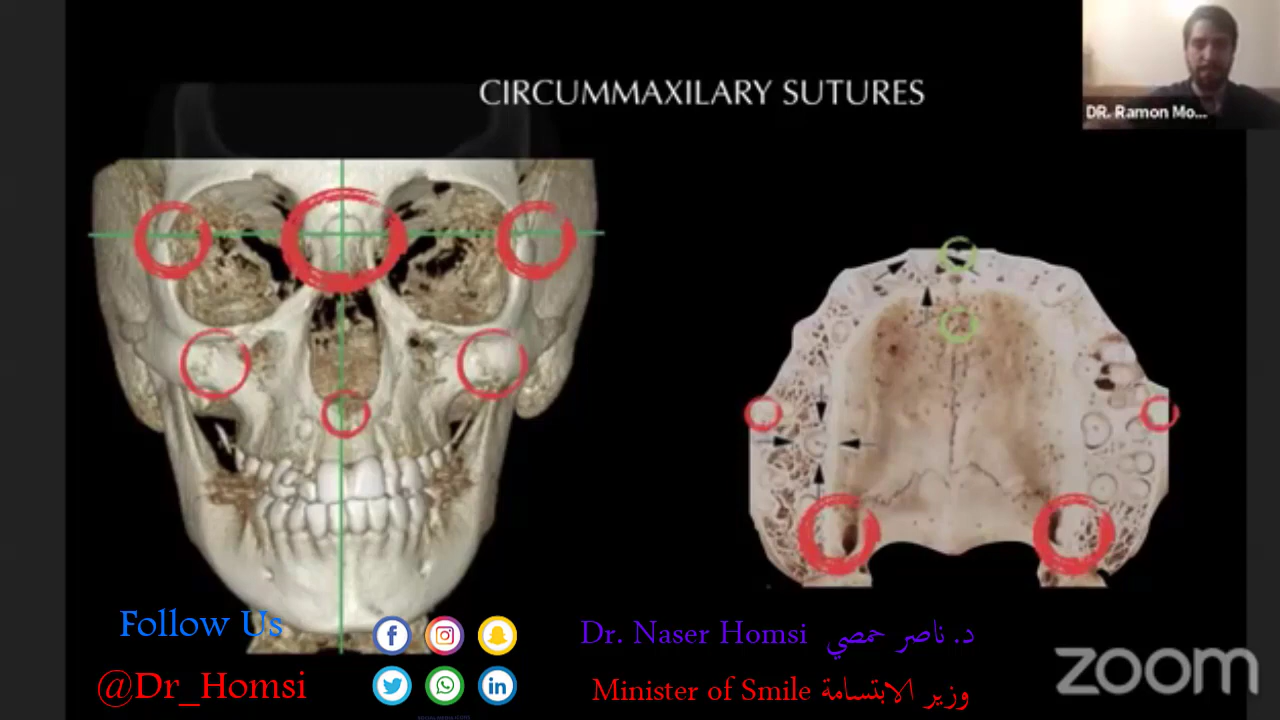 CIRCUMMAXILARY SUTURES
DR. Ramon Mo...
Follow Us
@Dr_Homsi
Dr. Naser Homsi د. ناصر حمصي
Minister of Smile وزير الابتسامة
zoom